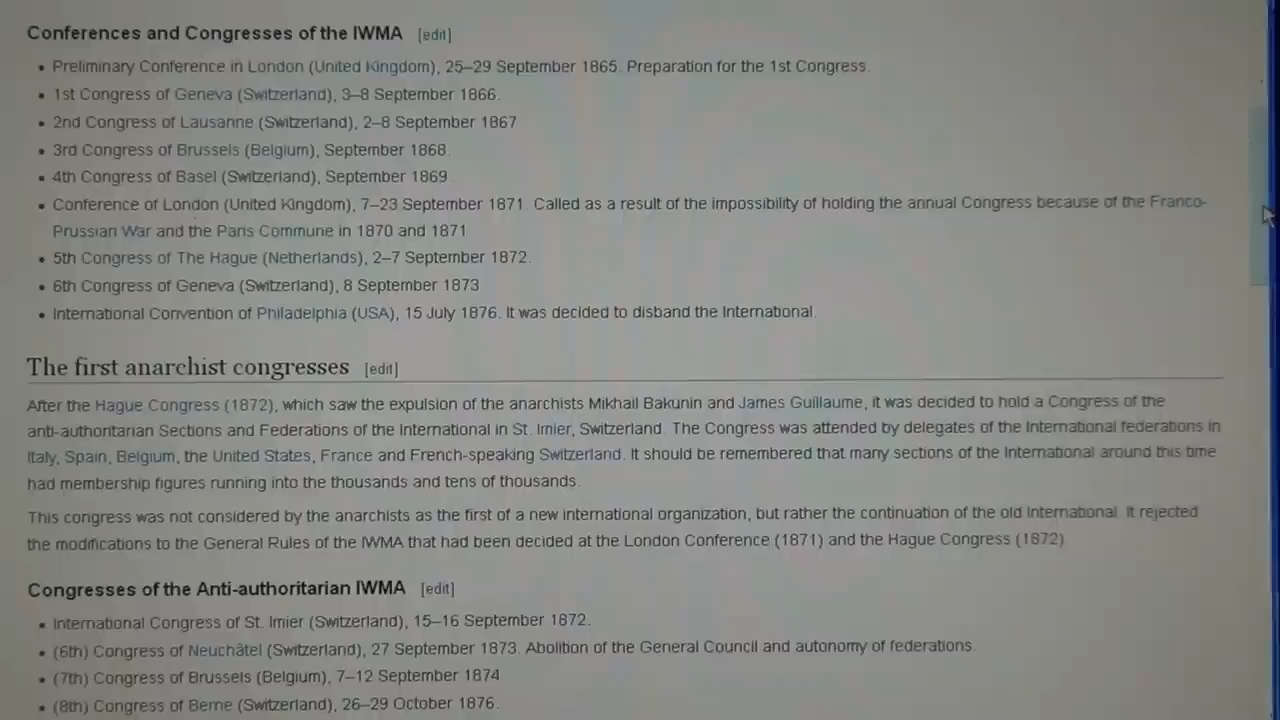 Conferences and Congresses of the IWMA [edit]
• Preliminary Conference in London (United Kingdom), 25–29 September 1865. Preparation for the 1st Congress.
• 1st Congress of Geneva (Switzerland), 3–8 September 1866.
• 2nd Congress of Lausanne (Switzerland), 2–8 September 1867
• 3rd Congress of Brussels (Belgium), September 1868.
• 4th Congress of Basel (Switzerland), September 1869
• Conference of London (United Kingdom), 7–23 September 1871. Called as a result of the impossibility of holding the annual Congress because of the Franco-
Prussian War and the Paris Commune in 1870 and 1871
• 5th Congress of The Hague (Netherlands), 2–7 September 1872.
• 6th Congress of Geneva (Switzerland), 8 September 1873
• International Convention of Philadelphia (USA), 15 July 1876. It was decided to disband the International.
The first anarchist congresses [edit]
After the Hague Congress (1872), which saw the expulsion of the anarchists Mikhail Bakunin and James Guillaume, it was decided to hold a Congress of the
anti-authoritarian Sections and Federations of the International in St. Imier, Switzerland. The Congress was attended by delegates of the International federations in
Italy, Spain, Belgium, the United States, France and French-speaking Switzerland. It should be remembered that many sections of the International around this time
had membership figures running into the thousands and tens of thousands.
This congress was not considered by the anarchists as the first of a new international organization, but rather the continuation of the old International. It rejected
the modifications to the General Rules of the IWMA that had been decided at the London Conference (1871) and the Hague Congress (1872)
Congresses of the Anti-authoritarian IWMA [edit]
• International Congress of St. Imier (Switzerland), 15–16 September 1872.
• (6th) Congress of Neuchâtel (Switzerland), 27 September 1873. Abolition of the General Council and autonomy of federations.
• (7th) Congress of Brussels (Belgium), 7–12 September 1874
• (8th) Congress of Berne (Switzerland), 26–29 October 1876.